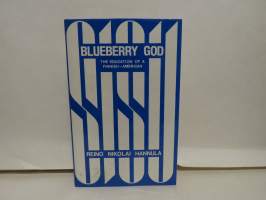 BLUEBERRY GOD
THE EDUCATION OF A
FINNISH-AMERICAN
SISU
REINO NIKOLAI HANNULA